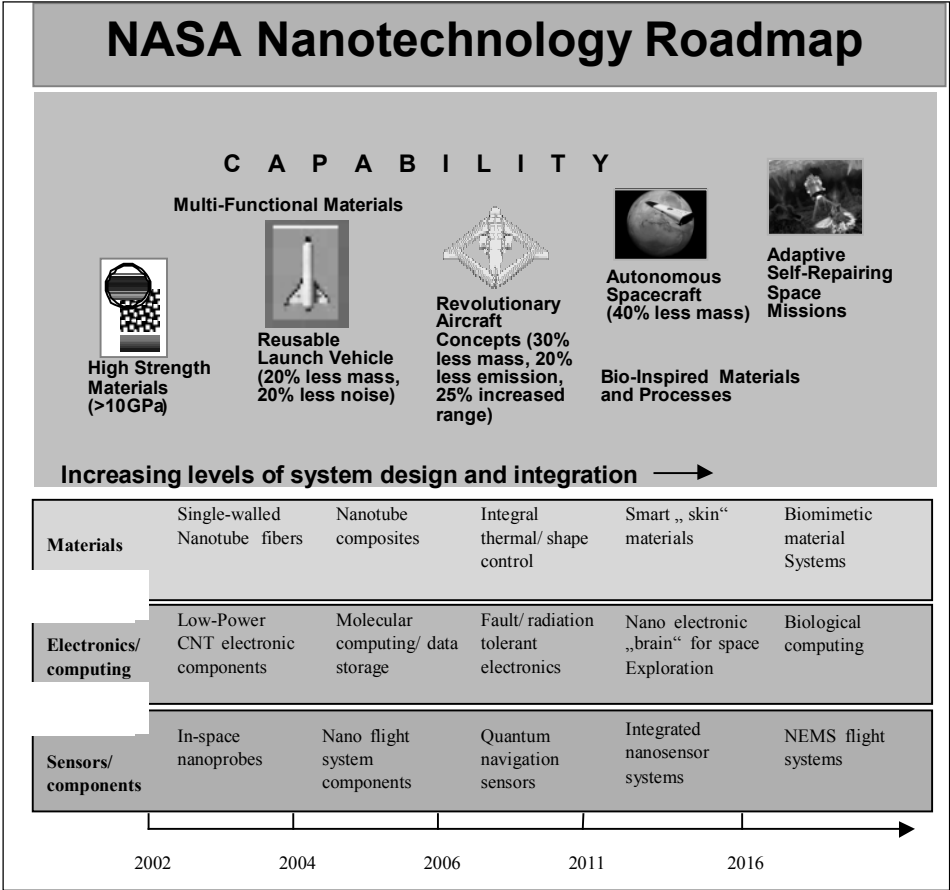 NASA Nanotechnology Roadmap
C A P A B I L I T Y
Multi-Functional Materials
High Strength
Materials
(>10GPa)
Reusable
Launch Vehicle
(20% less mass,
20% less noise)
Revolutionary
Aircraft
Concepts (30%
less mass, 20%
less emission,
25% increased
range)
Autonomous
Spacecraft
(40% less mass)
Adaptive
Self-Repairing
Space
Missions
Bio-Inspired Materials
and Processes
Increasing levels of system design and integration
Materials
Single-walled
Nanotube fibers
Nanotube
composites
Integral
thermal/ shape
control
Smart „ skin“
materials
Biomimetic
material
Systems
Electronics/
computing
Low-Power
CNT electronic
components
Molecular
computing/ data
storage
Fault/ radiation
tolerant
electronics
Nano electronic
„brain“ for space
Exploration
Biological
computing
Sensors/
components
In-space
nanoprobes
Nano flight
system
components
Quantum
navigation
sensors
Integrated
nanosensor
systems
NEMS flight
systems
2002 2004 2006 2011 2016